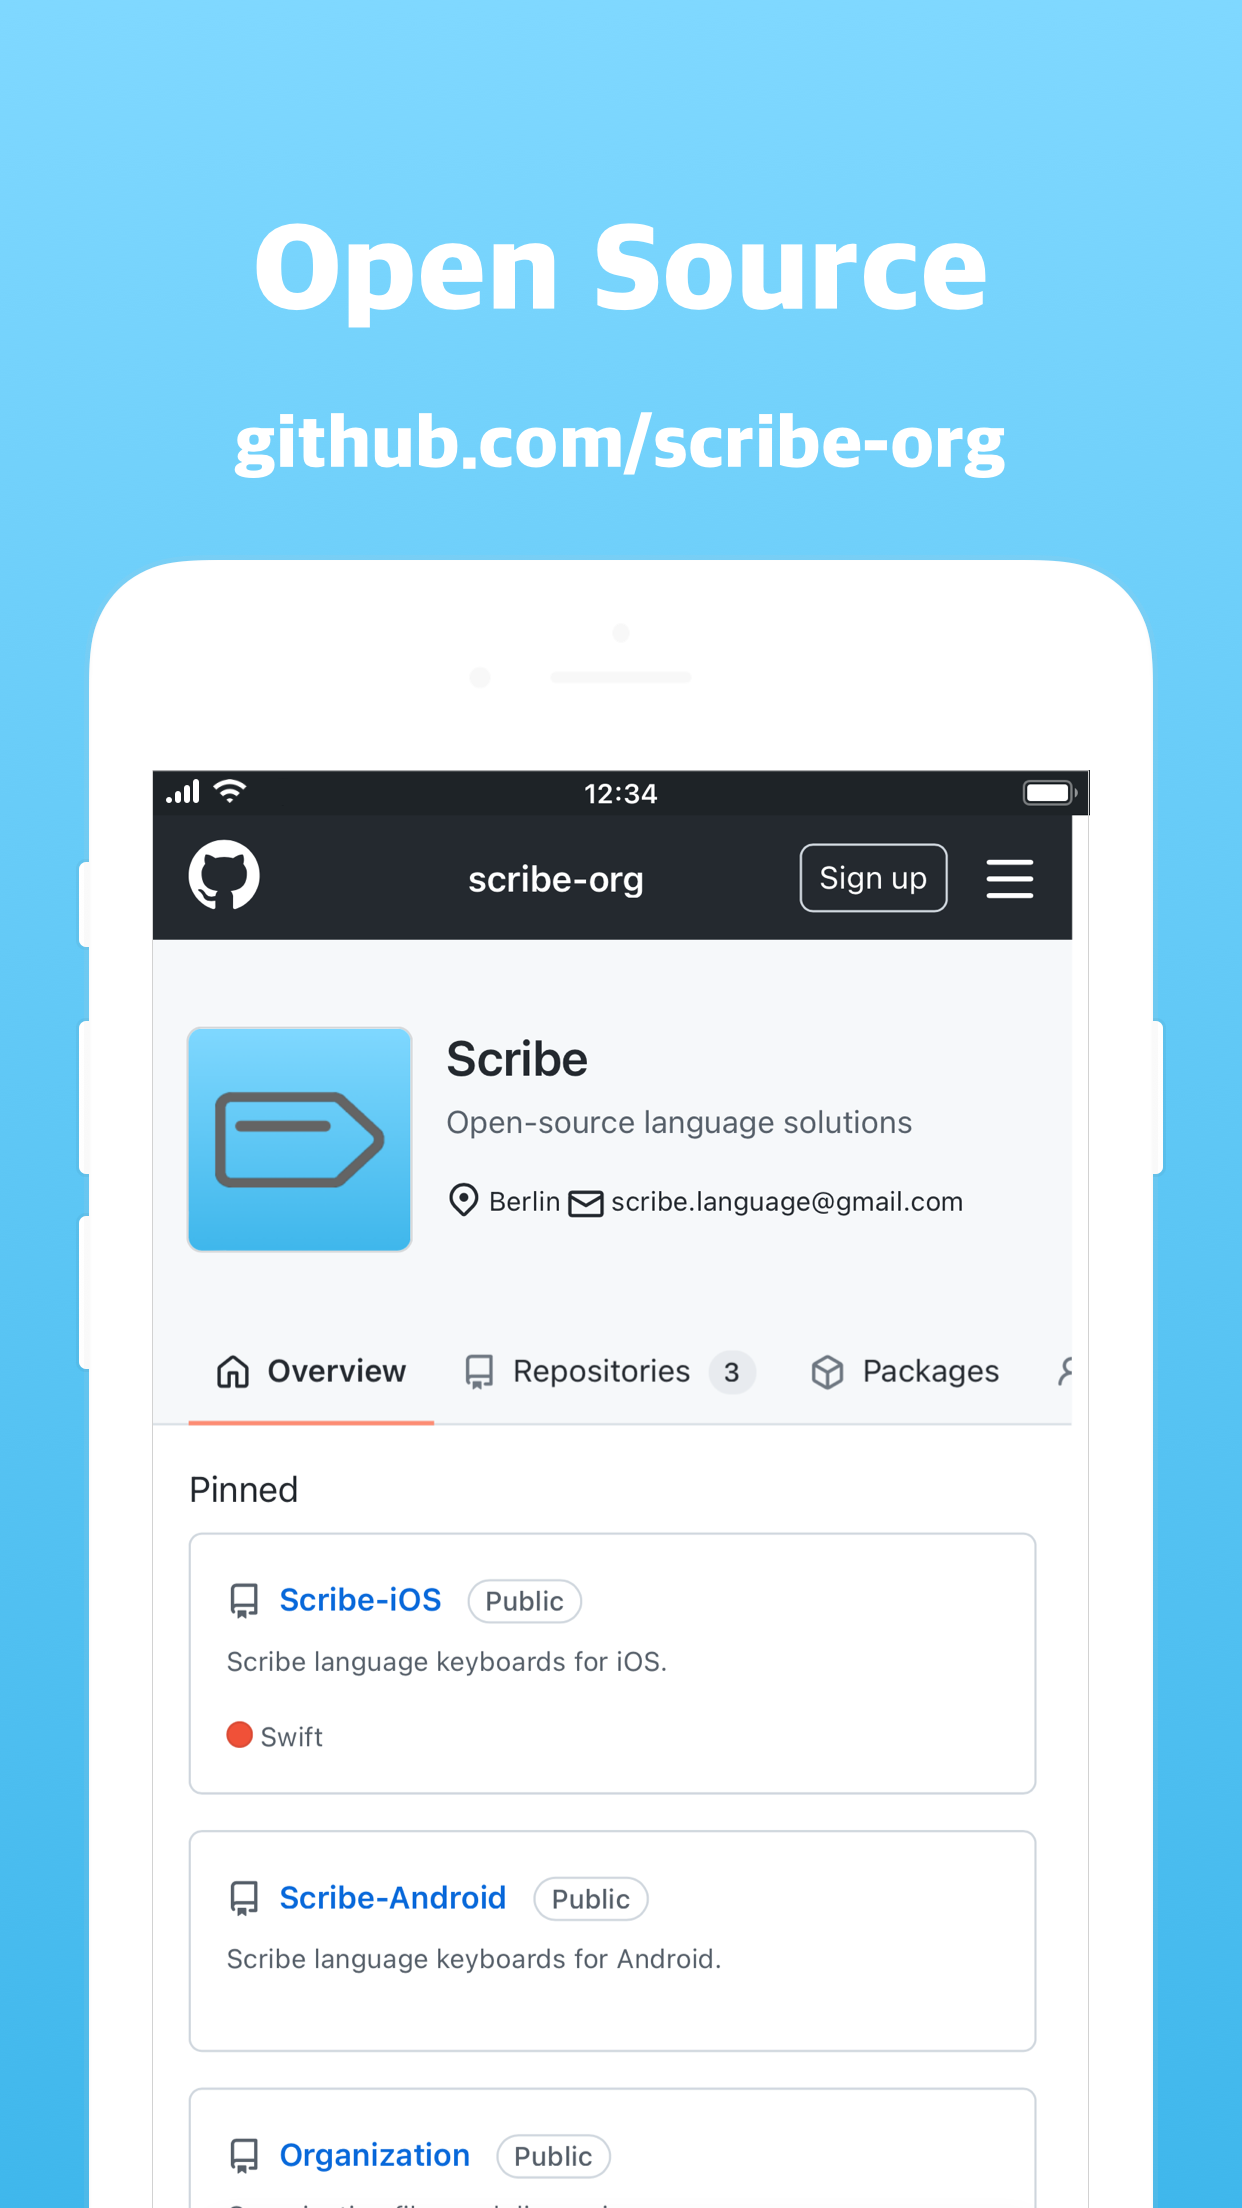 Open Source
github.com/scribe-org
12:34
scribe-org
Sign up
Scribe
Open-source language solutions
Berlin scribe.language@gmail.com
Overview Repositories 3 Packages
Pinned
Scribe-iOS Public
Scribe language keyboards for iOS.
Swift
Scribe-Android Public
Scribe language keyboards for Android.
Organization Public